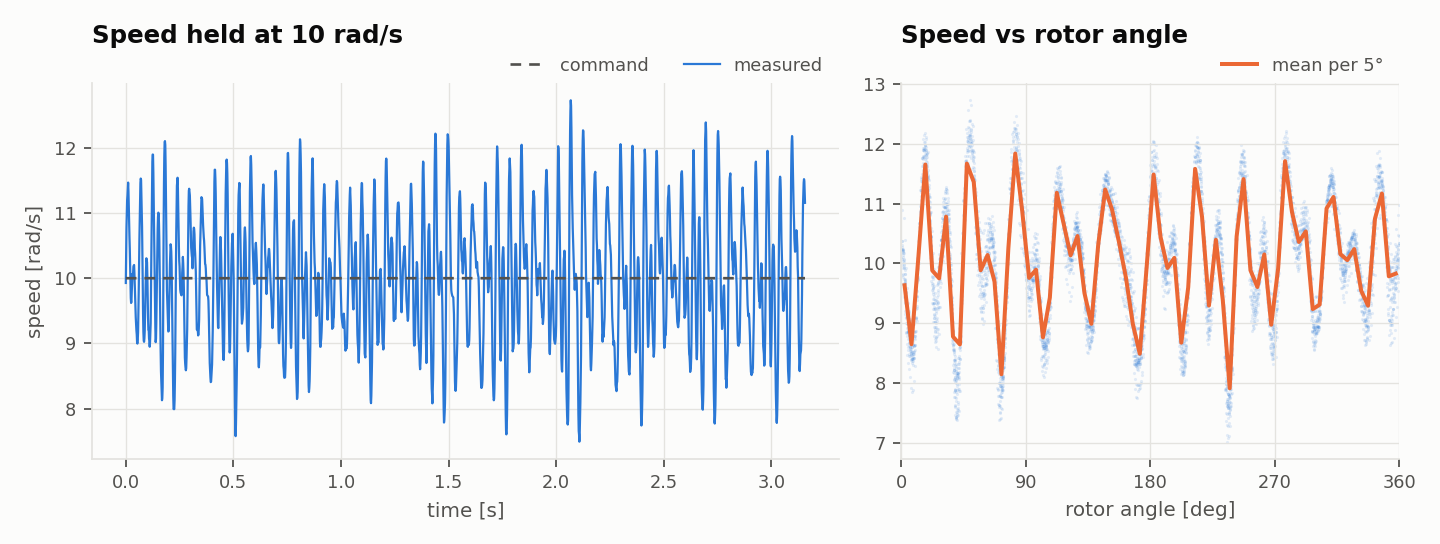 Speed held at 10 rad/s
command measured
12
11
10
9
8
speed [rad/s]
0.0 0.5 1.0 1.5 2.0 2.5 3.0
time [s]
Speed vs rotor angle
mean per 5°
13
12
11
10
9
8
7
0 90 180 270 360
rotor angle [deg]